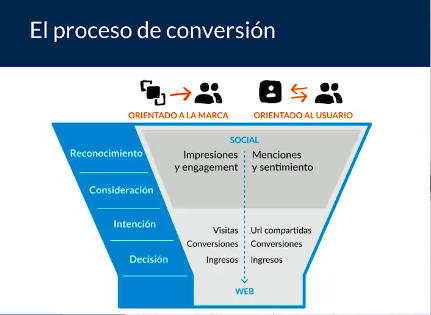 El proceso de conversión
ORIENTADO A LA MARCA
ORIENTADO AL USUARIO
SOCIAL
Reconocimiento
Impresiones
y engagement
Menciones
y sentimiento
Consideración
Intención
Visitas
Url compartidas
Conversiones
Conversiones
Decisión
Ingresos
Ingresos
WEB